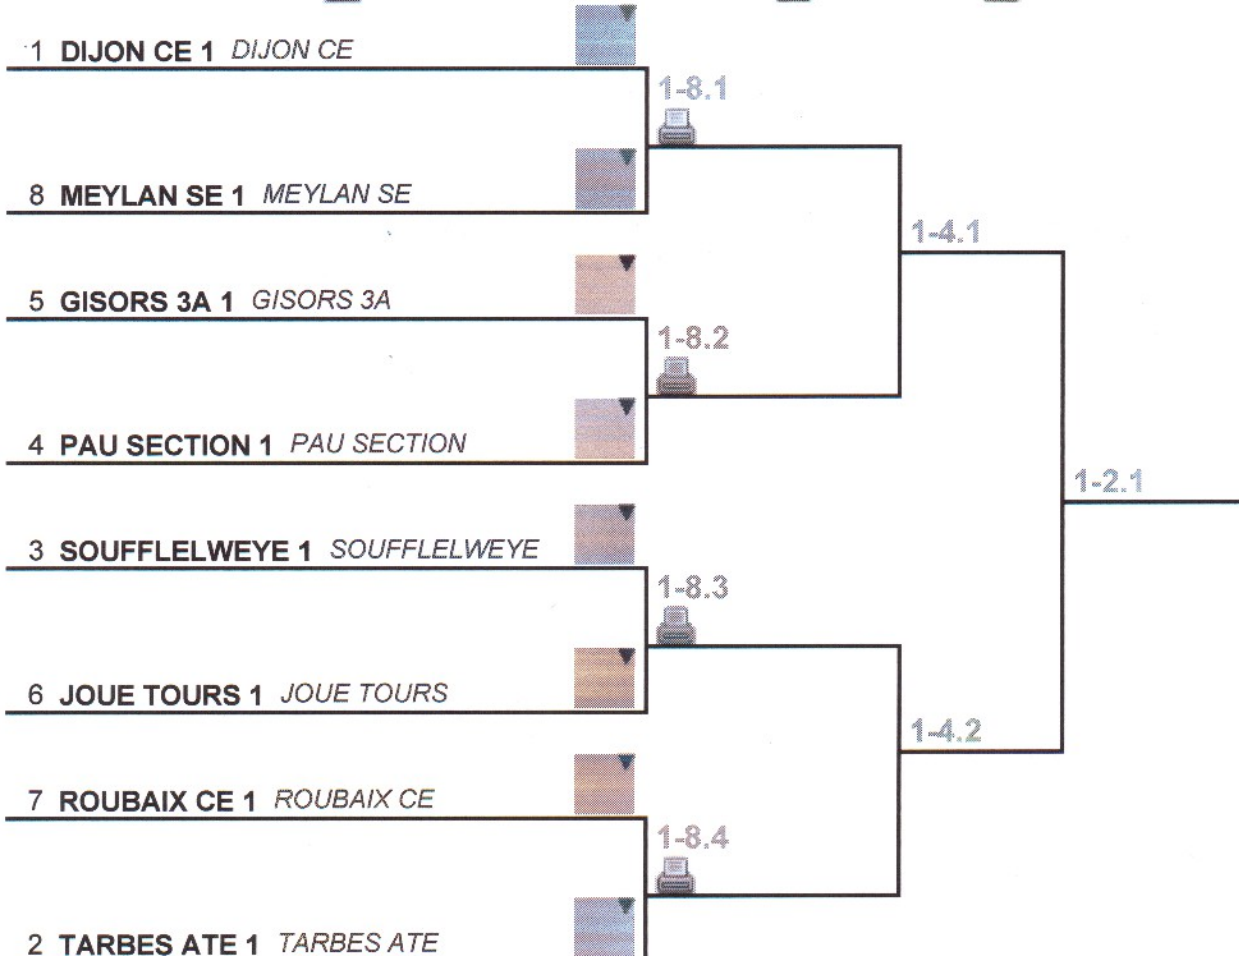 1 DIJON CE 1 DIJON CE
1-8.1
8 MEYLAN SE 1 MEYLAN SE
1-4.1
5 GISORS 3A 1 GISORS 3A
1-8.2
4 PAU SECTION 1 PAU SECTION
1-2.1
3 SOUFFLELWEYE 1 SOUFFLELWEYE
1-8.3
6 JOUE TOURS 1 JOUE TOURS
1-4.2
7 ROUBAIX CE 1 ROUBAIX CE
1-8.4
2 TARBES ATE 1 TARBES ATE